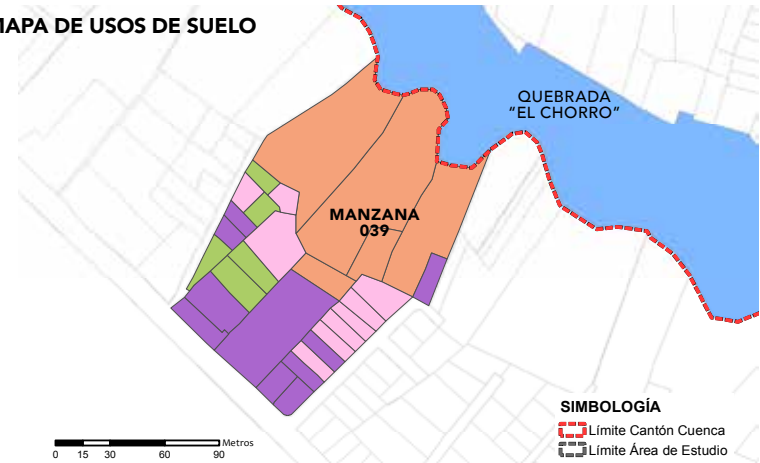 MAPA DE USOS DE SUELO
QUEBRADA
“EL CHORRO”
MANZANA
039
SIMBOLOGÍA
Límite Cantón Cuenca
Límite Área de Estudio
Metros
0 15 30 60 90